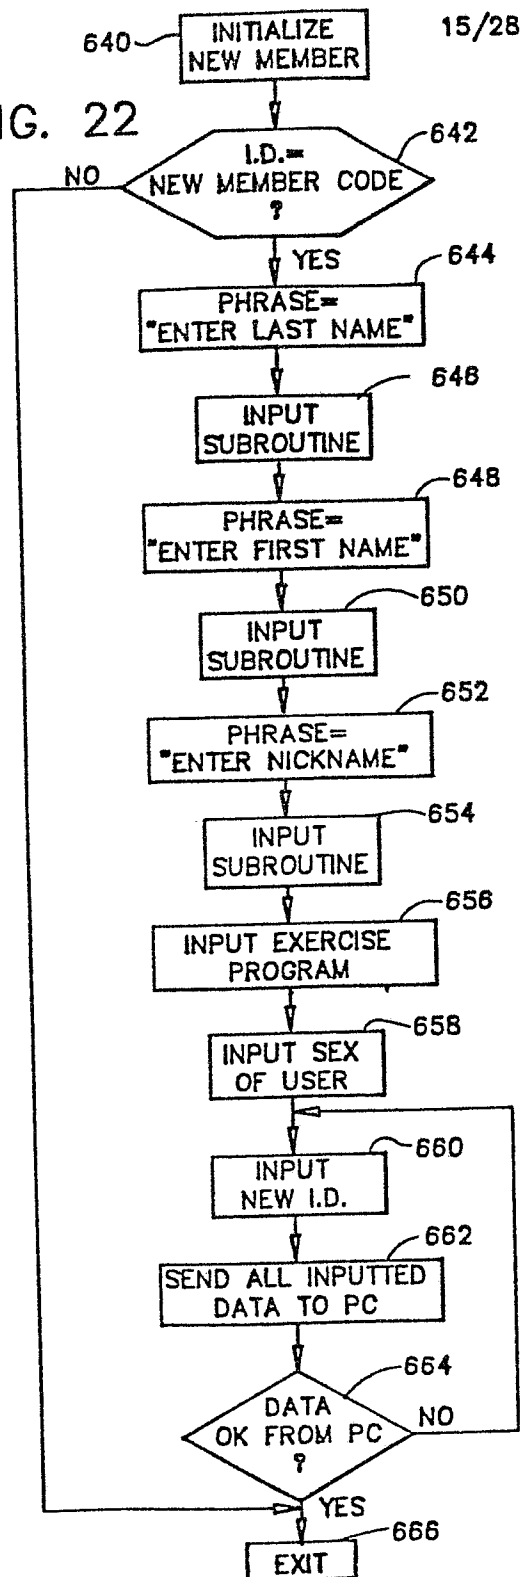 640
INITIALIZE
NEW MEMBER
15/28
IG. 22
642
I.D.=
NEW MEMBER CODE
?
NO
YES
644
PHRASE=
"ENTER LAST NAME"
646
INPUT
SUBROUTINE
648
PHRASE=
"ENTER FIRST NAME"
650
INPUT
SUBROUTINE
652
PHRASE=
"ENTER NICKNAME"
654
INPUT
SUBROUTINE
656
INPUT EXERCISE
PROGRAM
658
INPUT SEX
OF USER
660
INPUT
NEW I.D.
662
SEND ALL INPUTTED
DATA TO PC
664
DATA
OK FROM PC
?
NO
YES
666
EXIT